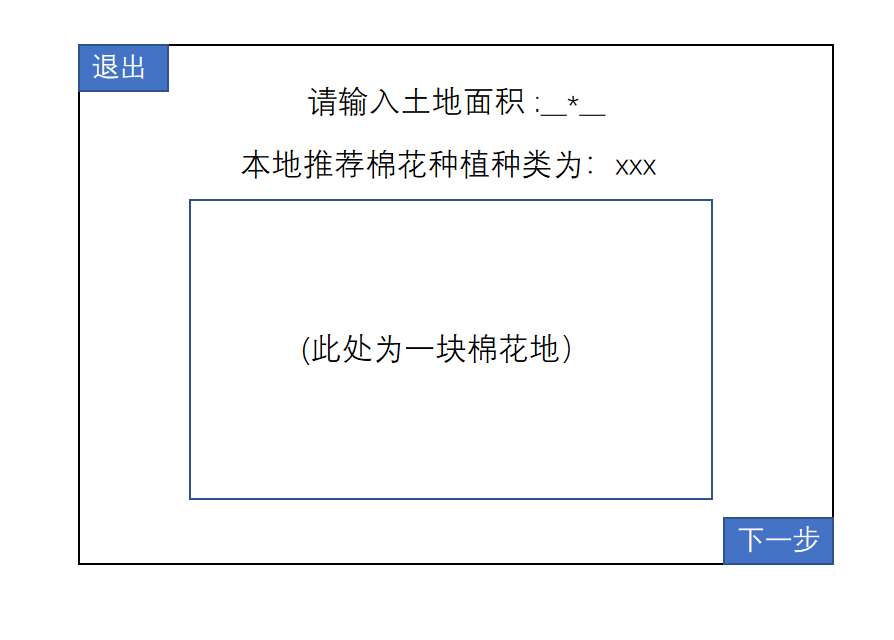 退出
请输入土地面积 :__*__
本地推荐棉花种植种类为：xxx
(此处为一块棉花地）
下一步